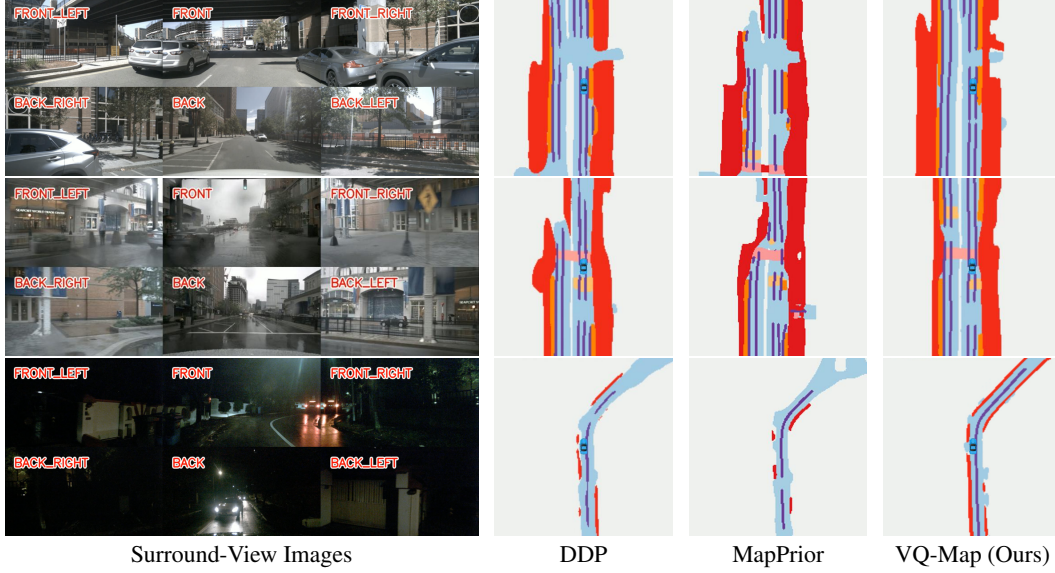 FRONT_LEFT FRONT FRONT_RIGHT
BACK_RIGHT BACK BACK_LEFT
FRONT_LEFT FRONT FRONT_RIGHT
BACK_RIGHT BACK BACK_LEFT
FRONT_LEFT FRONT FRONT_RIGHT
BACK_RIGHT BACK BACK_LEFT
Surround-View Images DDP MapPrior VQ-Map (Ours)